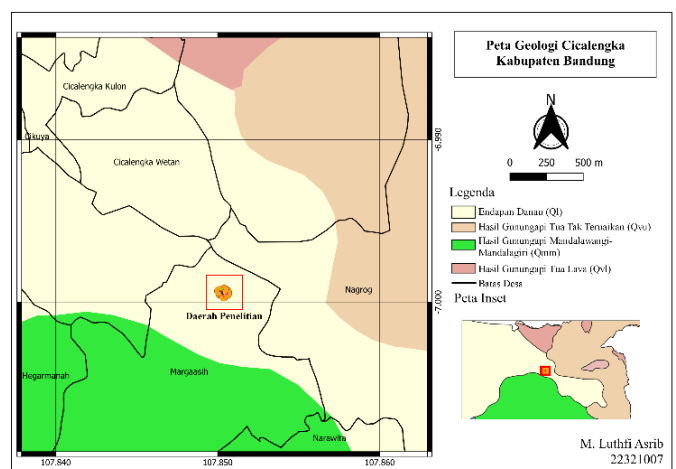 Peta Geologi Cicalengka
Kabupaten Bandung
N
0 250 500 m
Legenda
Endapan Danau (Ql)
Hasil Gunungapi Tua Tak Teruaikan (Qvu)
Hasil Gunungapi Mandalawangi-
Mandalagiri (Qmm)
Hasil Gunungapi Tua Lava (Qvl)
Batas Desa
Peta Inset
M. Luthfi Asrib
22321007
Cicalengka Kulon
Cikuya
Cicalengka Wetan
Nagrog
Daerah Penelitian
Margaasih
Hegarmanah
Narawita
-6.990
-7.000
107.840
107.850
107.860